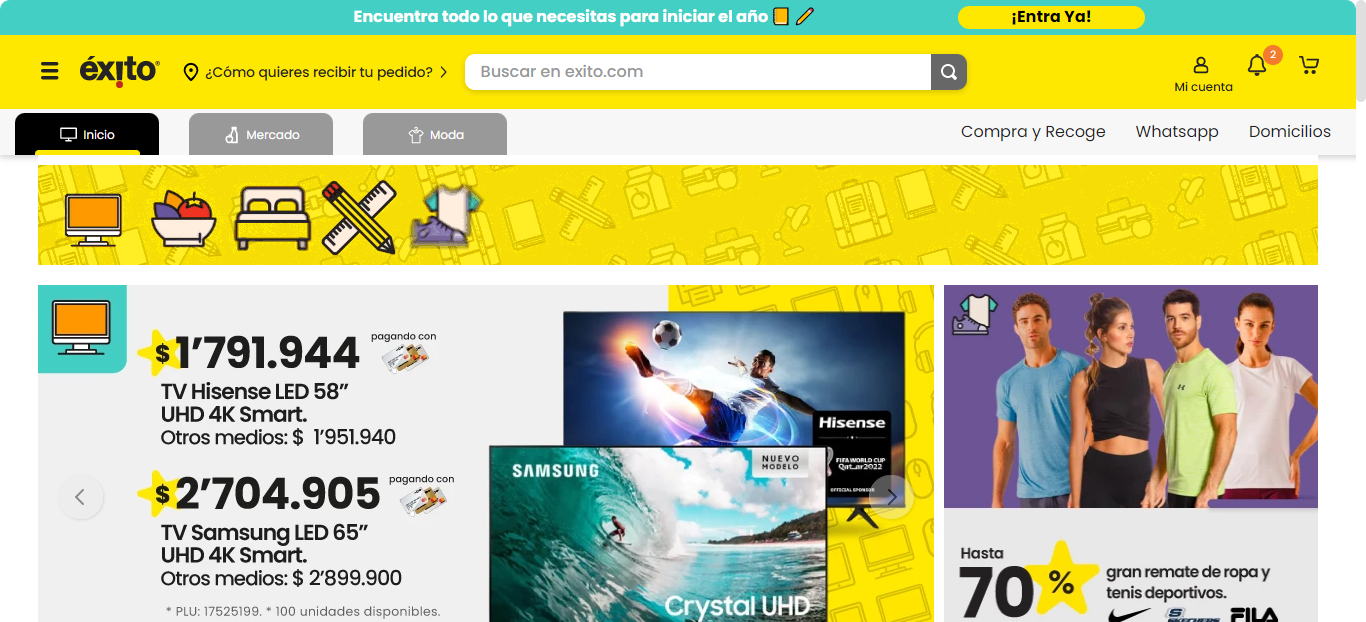 Encuentra todo lo que necesitas para iniciar el año
¡Entra Ya!
éxito
¿Cómo quieres recibir tu pedido?
Buscar en exito.com
Mi cuenta
2
Inicio
Mercado
Moda
Compra y Recoge
Whatsapp
Domicilios
$1’791.944
pagando con
TV Hisense LED 58”
UHD 4K Smart.
Otros medios: $ 1’951.940
$2’704.905
pagando con
TV Samsung LED 65”
UHD 4K Smart.
Otros medios: $ 2’899.900
* PLU: 17525199. * 100 unidades disponibles.
Hisense
FIFA WORLD CUP
Qatar2022
OFFICIAL SPONSOR
SAMSUNG
NUEVO
MODELO
Crystal UHD
Hasta
70%
gran remate de ropa y
tenis deportivos.
SKECHERS
FILA